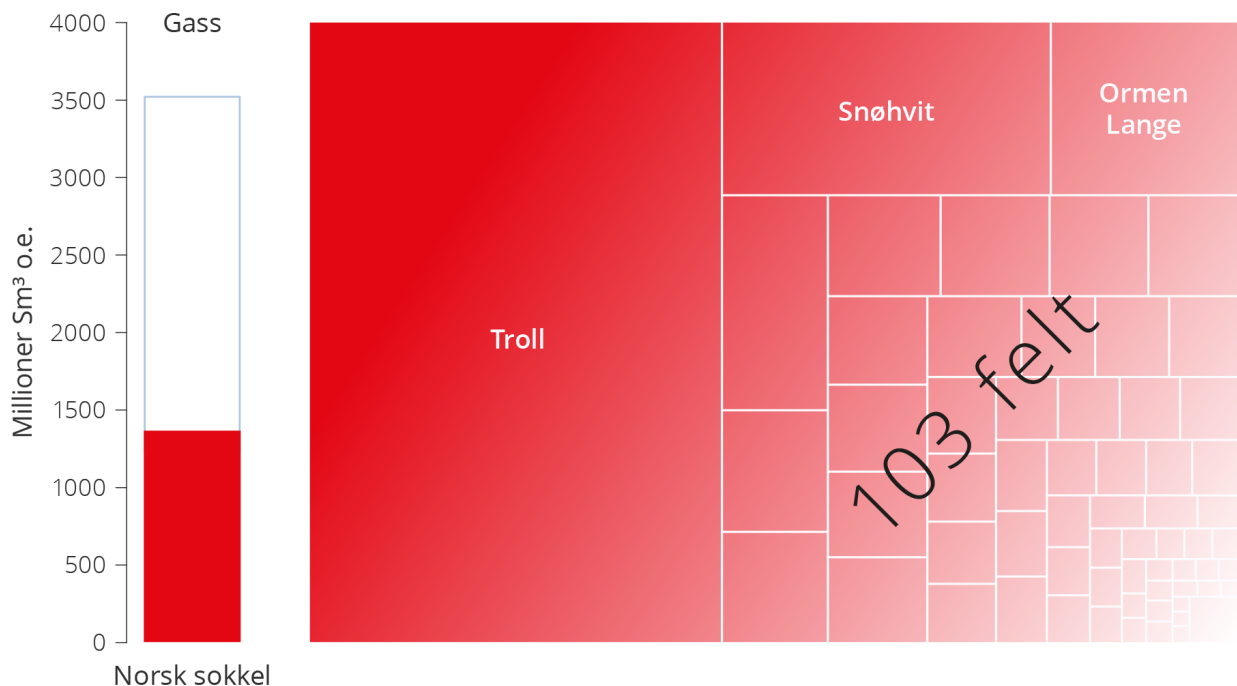 Gass
Millioner Sm³ o.e.
4000
3500
3000
2500
2000
1500
1000
500
0
Norsk sokkel
Troll
Snøhvit
Ormen
Lange
103 felt